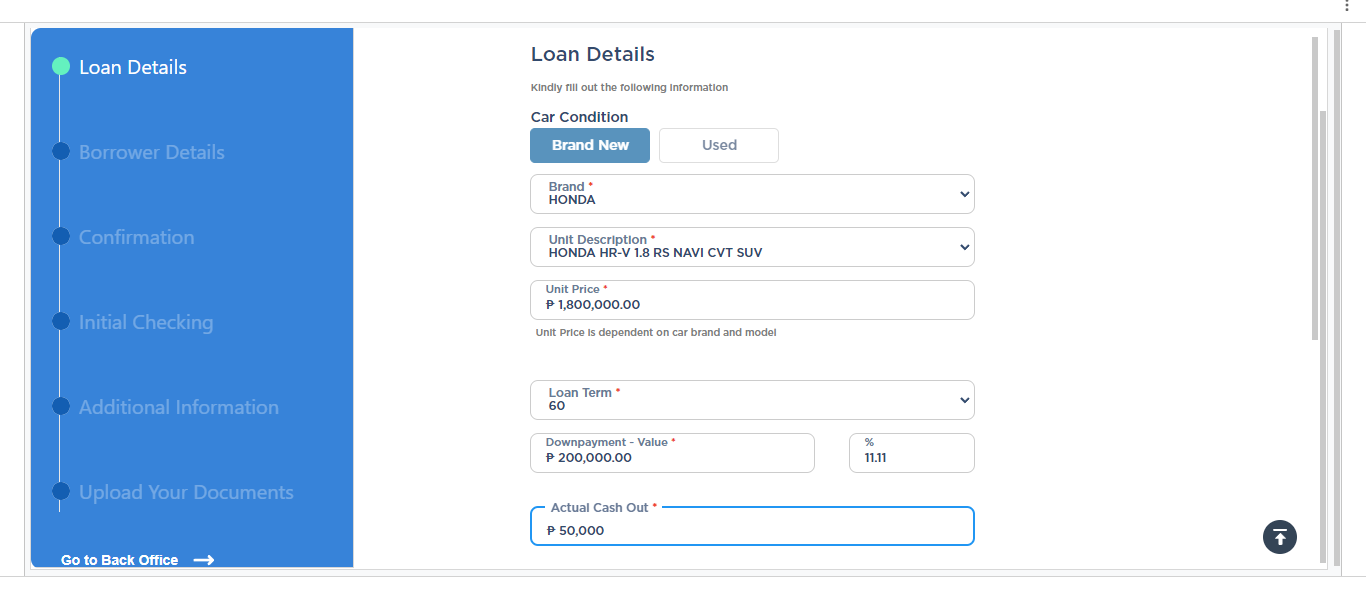 Loan Details
Borrower Details
Confirmation
Initial Checking
Additional Information
Upload Your Documents
Go to Back Office
Loan Details
Kindly fill out the following information
Car Condition
Brand New
Used
Brand *
HONDA
Unit Description *
HONDA HR-V 1.8 RS NAVI CVT SUV
Unit Price *
₱ 1,800,000.00
Unit Price is dependent on car brand and model
Loan Term *
60
Downpayment - Value *
₱ 200,000.00
%
11.11
Actual Cash Out *
₱ 50,000